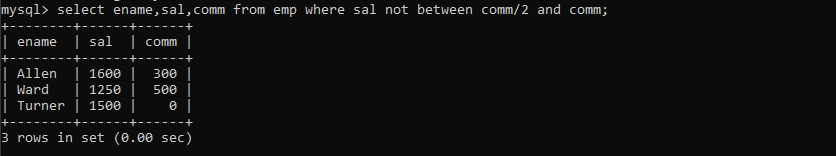 mysql> select ename,sal,comm from emp where sal not between comm/2 and comm;
+--------+------+------+
| ename  | sal  | comm |
+--------+------+------+
| Allen  | 1600 |  300 |
| Ward   | 1250 |  500 |
| Turner | 1500 |    0 |
+--------+------+------+
3 rows in set (0.00 sec)